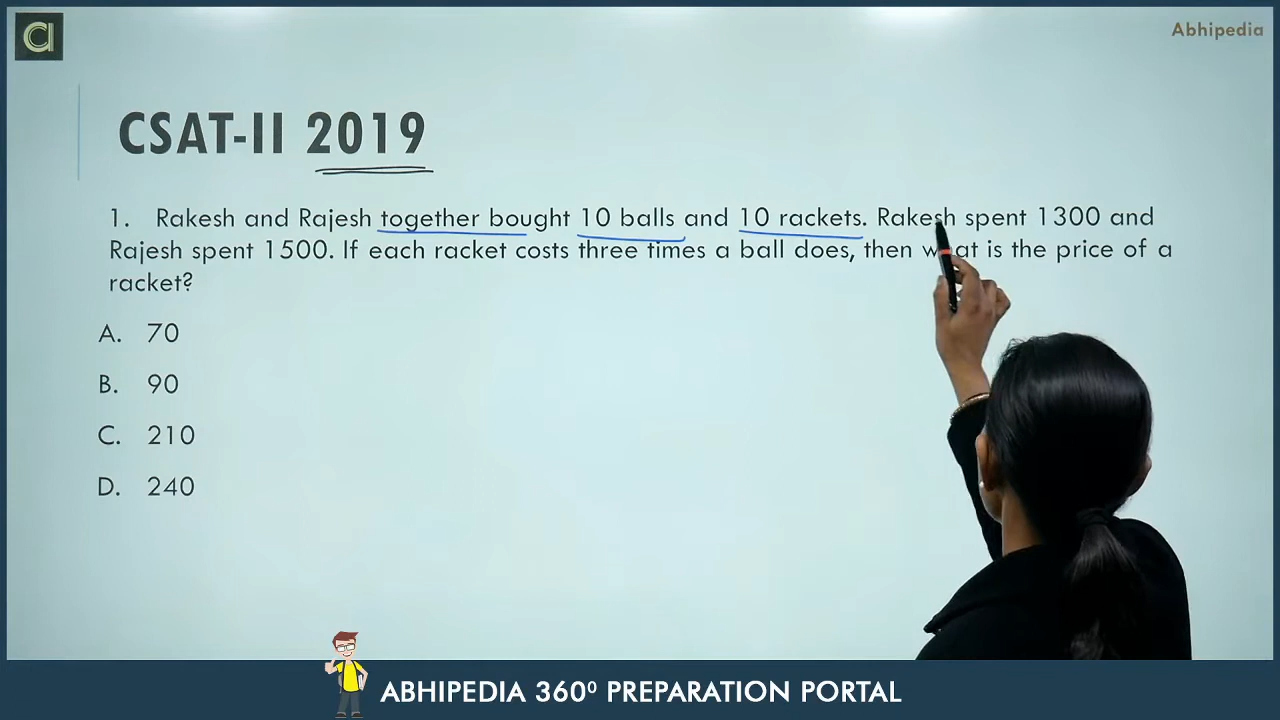 Abhipedia
CSAT-II 2019
1. Rakesh and Rajesh together bought 10 balls and 10 rackets. Rakesh spent 1300 and
Rajesh spent 1500. If each racket costs three times a ball does, then what is the price of a
racket?
A. 70
B. 90
C. 210
D. 240
ABHIPEDIA 360⁰ PREPARATION PORTAL